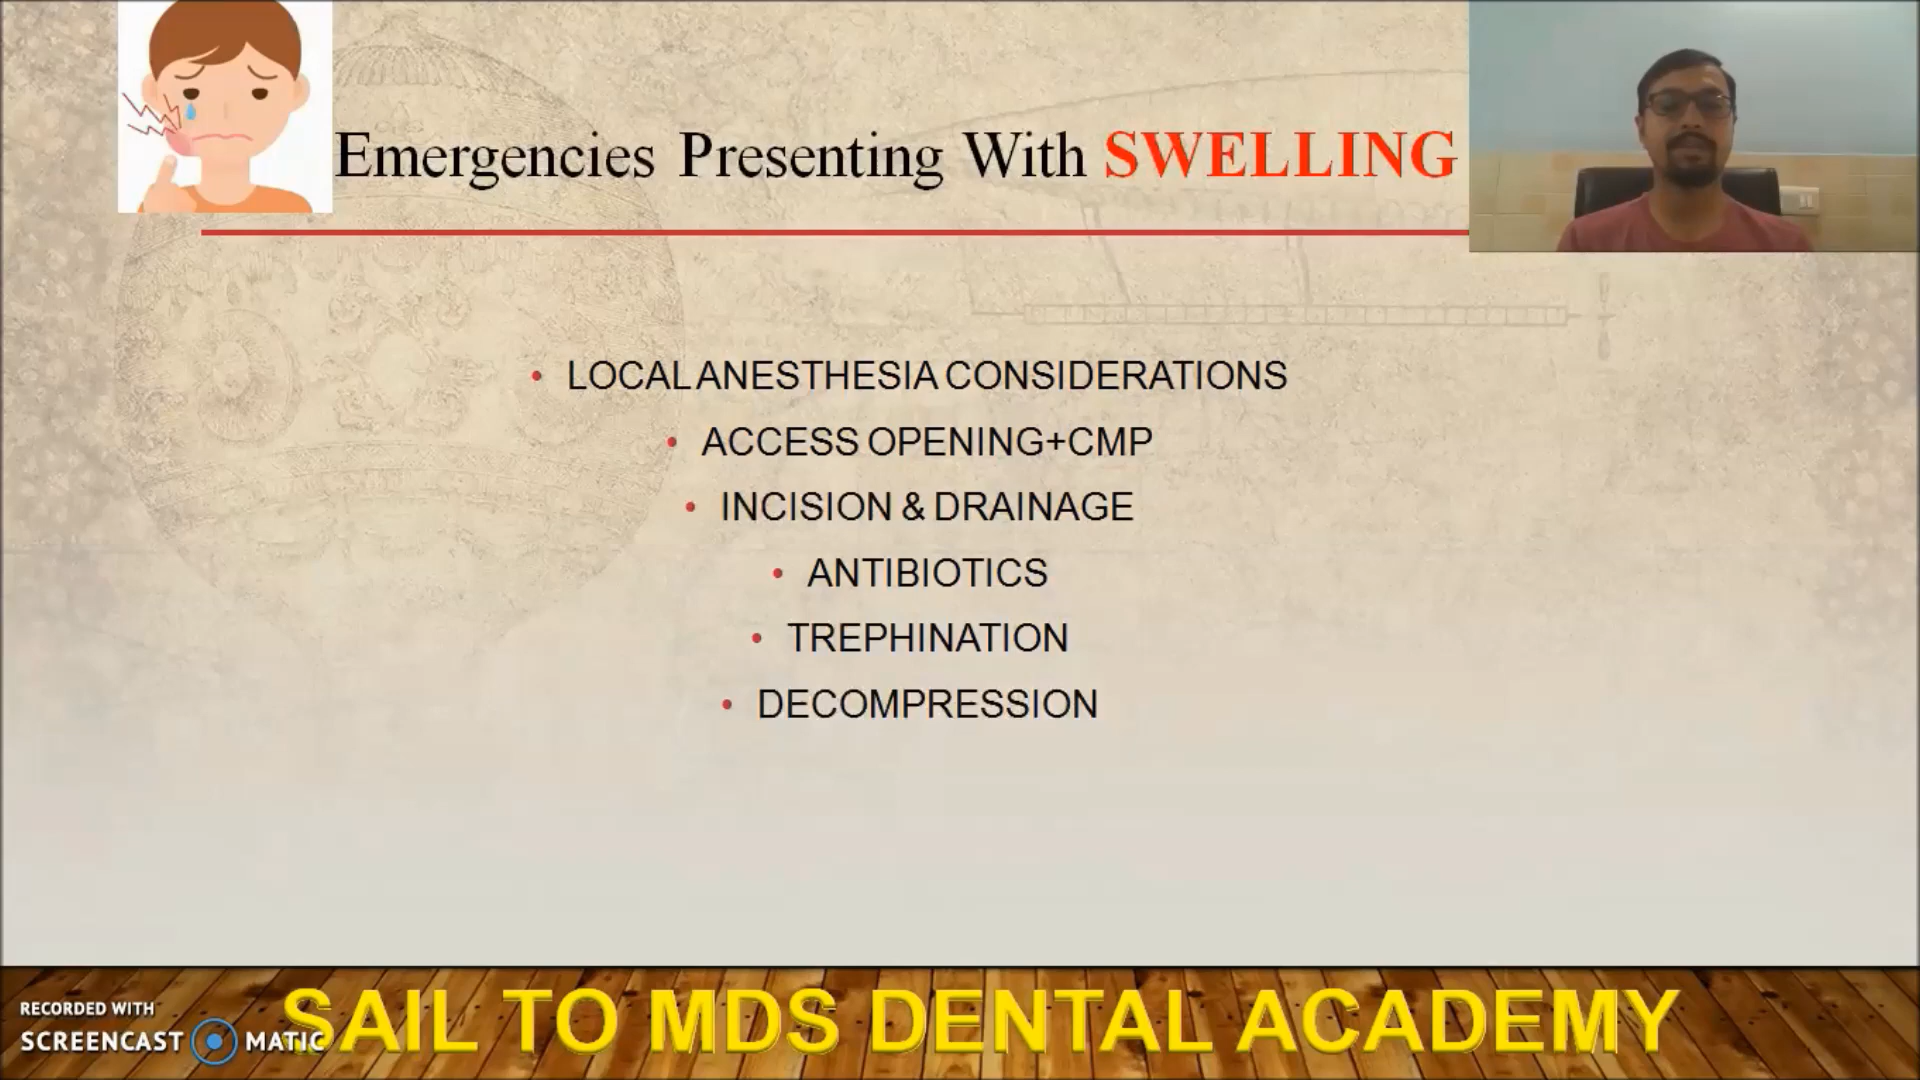 Emergencies Presenting With SWELLING
• LOCAL ANESTHESIA CONSIDERATIONS
• ACCESS OPENING+CMP
• INCISION & DRAINAGE
• ANTIBIOTICS
• TREPHINATION
• DECOMPRESSION
RECORDED WITH
SCREENCAST MATIC
SAIL TO MDS DENTAL ACADEMY